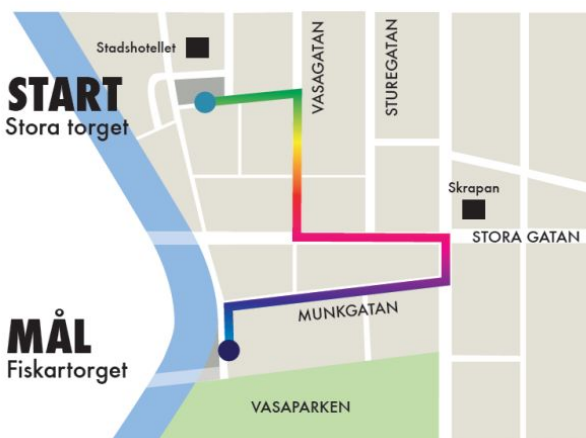 Stadshotellet
START
Stora torget
VASAGATAN
STUREGATAN
Skrapan
STORA GATAN
MUNKGATAN
MÅL
Fiskartorget
VASAPARKEN